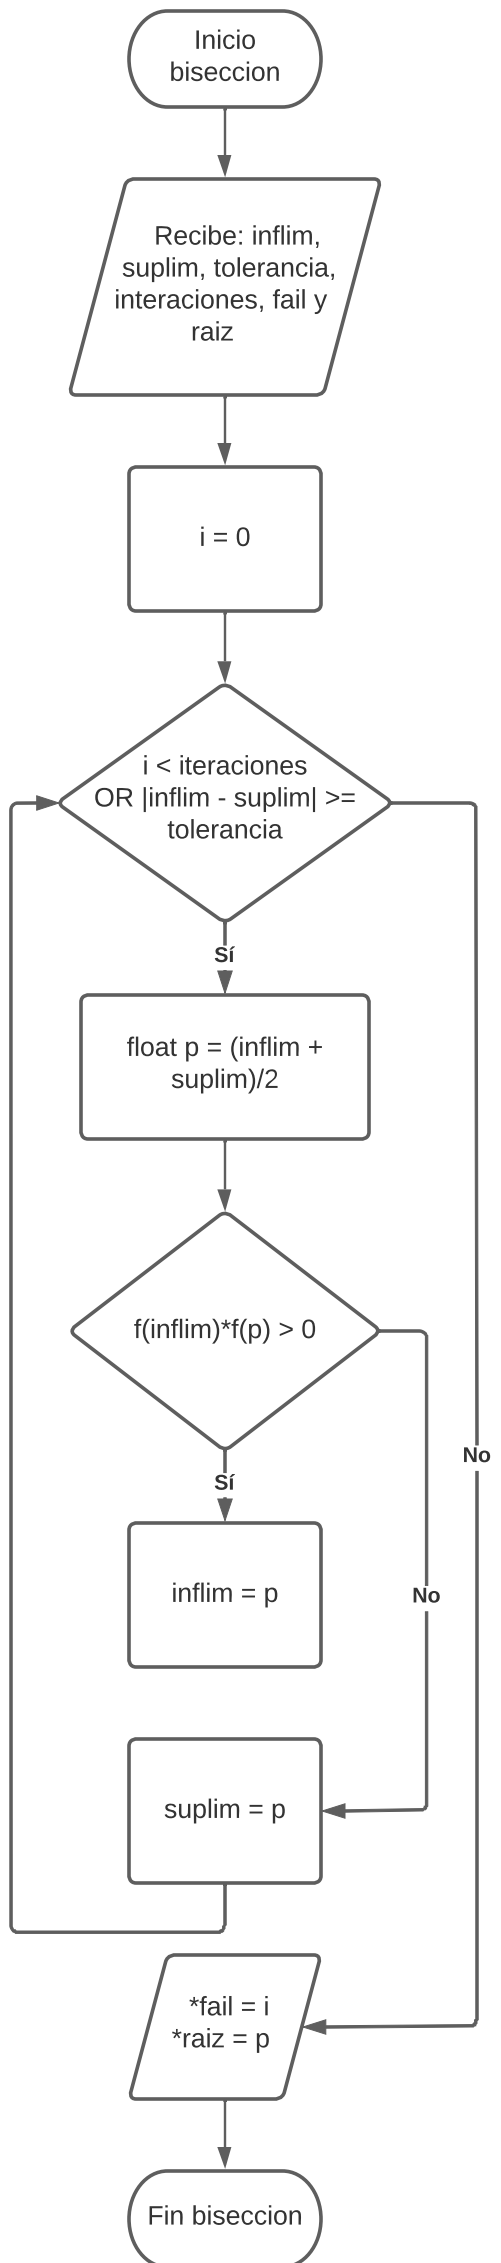 Inicio
biseccion
Recibe: inflim,
suplim, tolerancia,
interaciones, fail y
raiz
i = 0
i < iteraciones
OR |inflim - suplim| >=
tolerancia
Sí
float p = (inflim +
suplim)/2
f(inflim)*f(p) > 0
No
Sí
inflim = p
No
suplim = p
*fail = i
*raiz = p
Fin biseccion